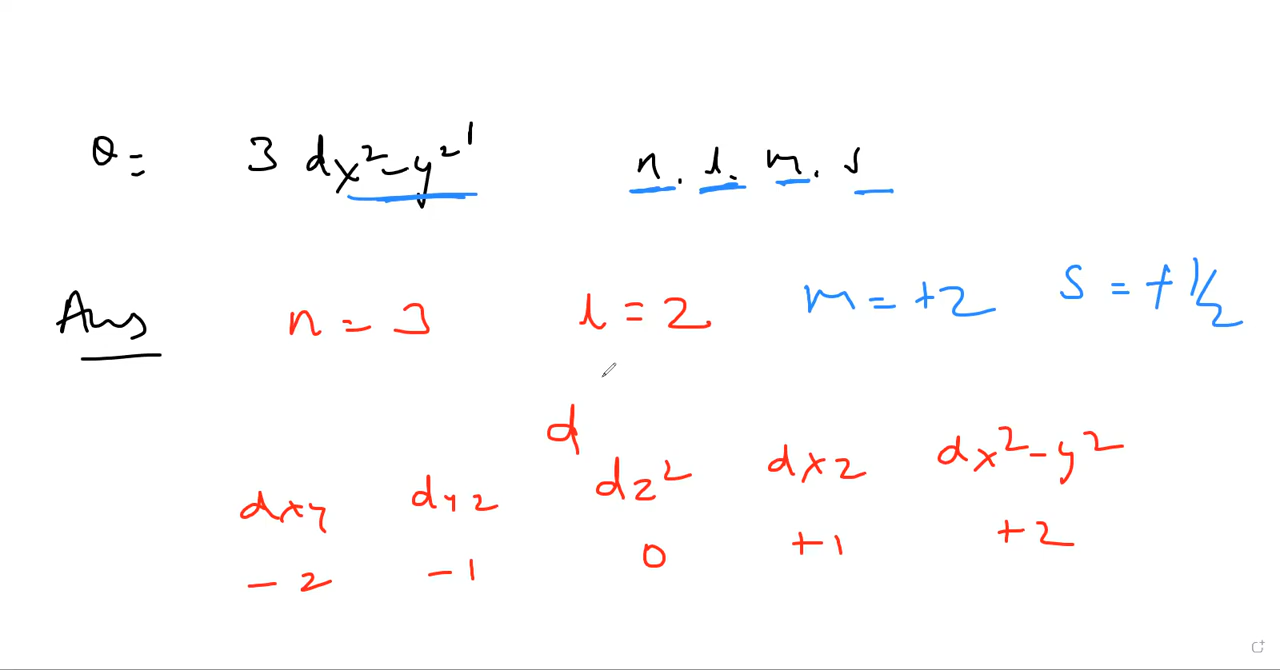 Q= 3 dx²-y²¹ n. l. m. s
Ans n = 3 l = 2 m = +2 s = +1/2
d
dxy dyz dz² dxz dx²-y²
-2 -1 0 +1 +2